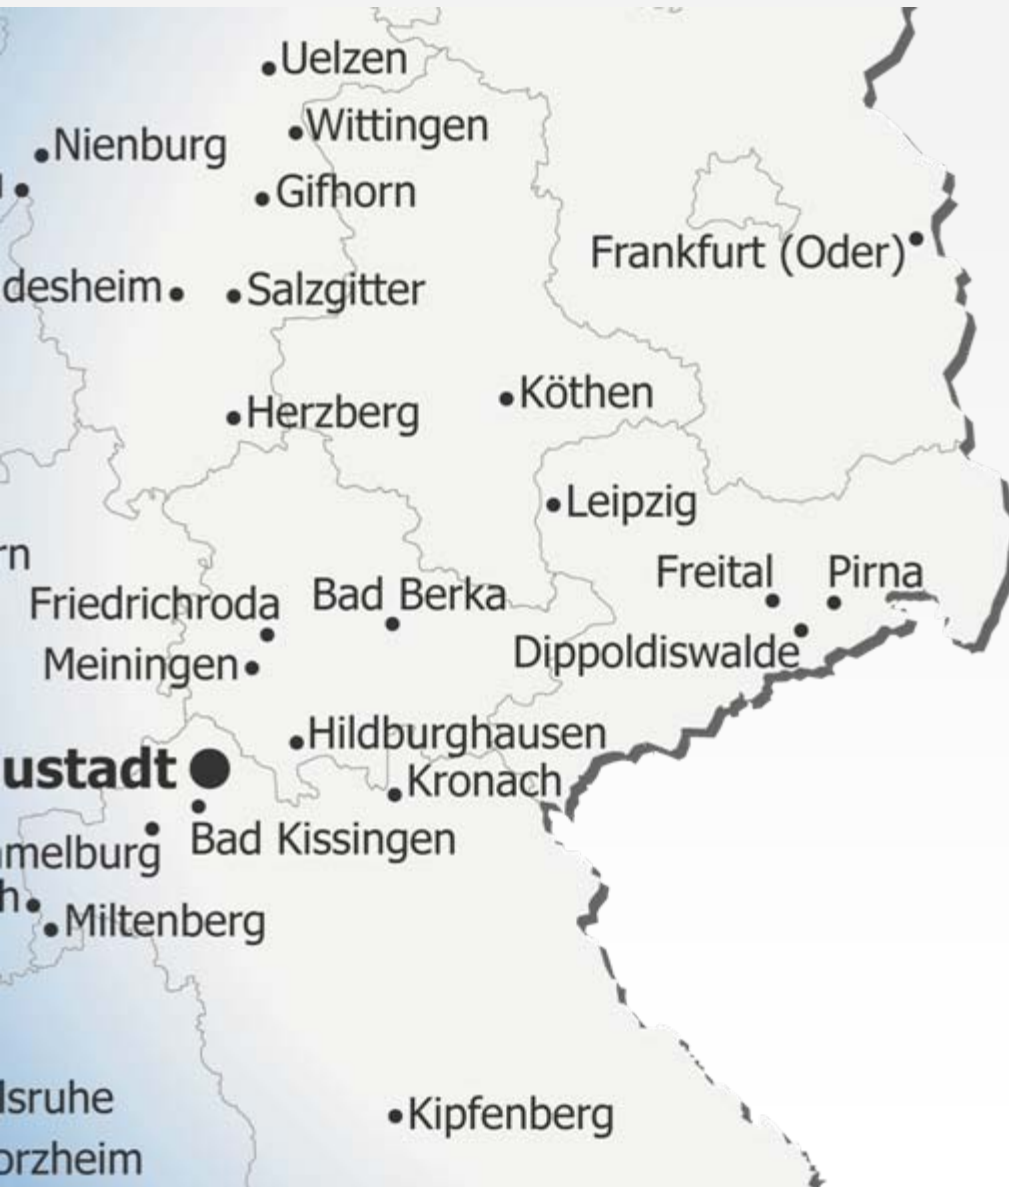 Uelzen
Wittingen
Nienburg
Gifhorn
Frankfurt (Oder)
desheim
Salzgitter
Köthen
Herzberg
Leipzig
rn
Freital
Pirna
Friedrichroda
Bad Berka
Dippoldiswalde
Meiningen
Hildburghausen
ustadt
Kronach
Bad Kissingen
melburg
h
Miltenberg
lsruhe
Kipfenberg
orzheim